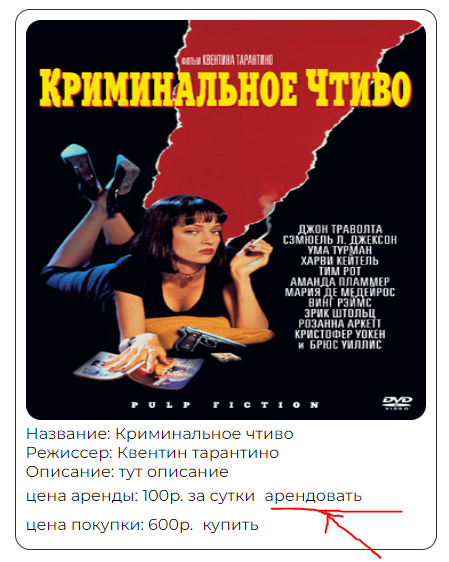 фильм КВЕНТИНА ТАРАНТИНО
КРИМИНАЛЬНОЕ ЧТИВО
ДЖОН ТРАВОЛТА
СЭМЮЕЛЬ Л. ДЖЕКСОН
УМА ТУРМАН
ХАРВИ КЕЙТЕЛЬ
ТИМ РОТ
АМАНДА ПЛАММЕР
МАРИЯ ДЕ МЕДЕЙРОС
ВИНГ РЭЙМС
ЭРИК ШТОЛЬЦ
РОЗАННА АРКЕТТ
КРИСТОФЕР УОКЕН
и БРЮС УИЛЛИС
PULP FICTION
DVD
VIDEO
Название: Криминальное чтиво
Режиссер: Квентин тарантино
Описание: тут описание
цена аренды: 100р. за сутки арендовать
цена покупки: 600р. купить